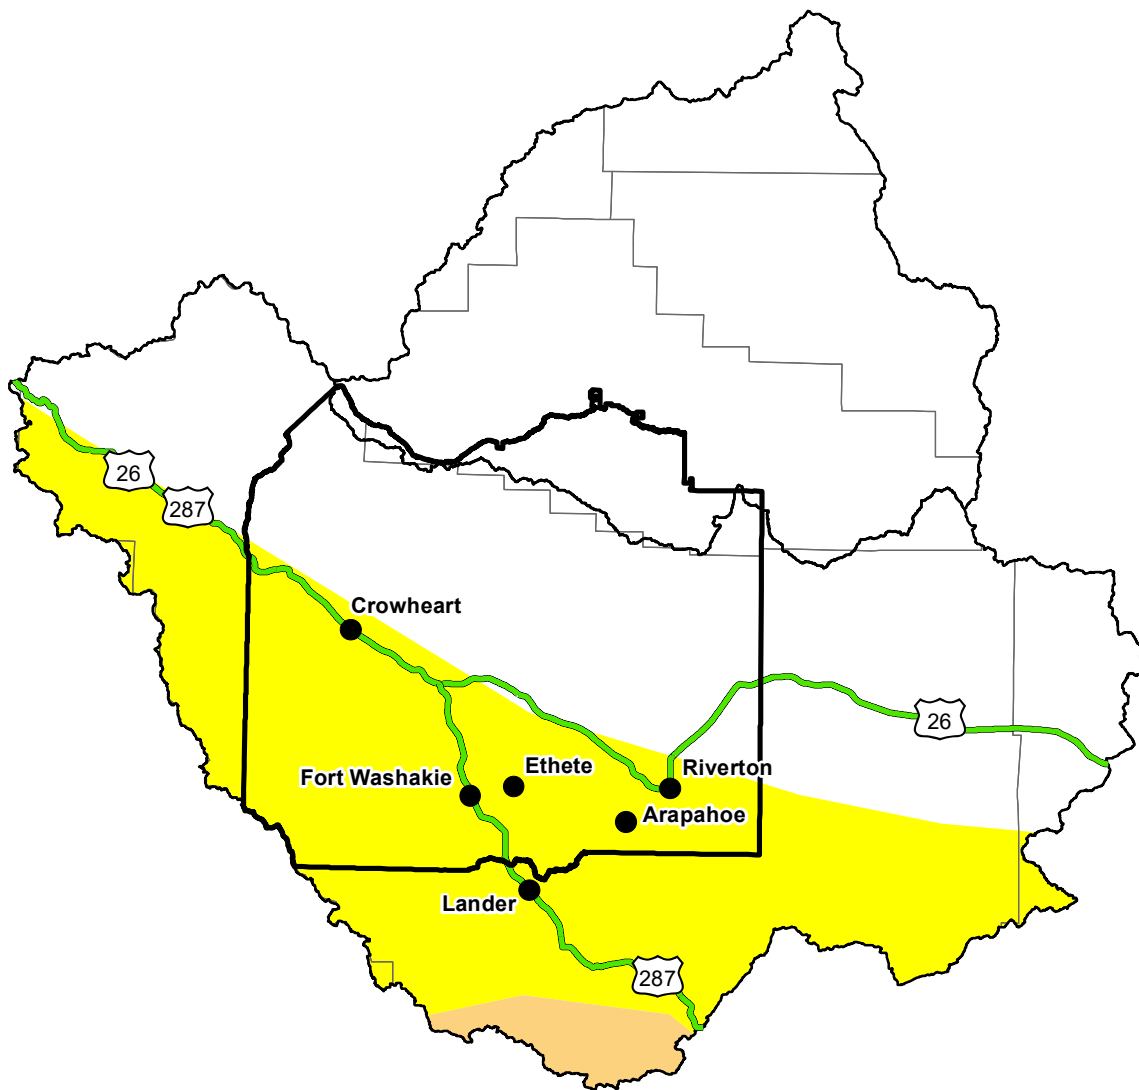 26
287
Crowheart
26
Ethete
Riverton
Fort Washakie
Arapahoe
Lander
287